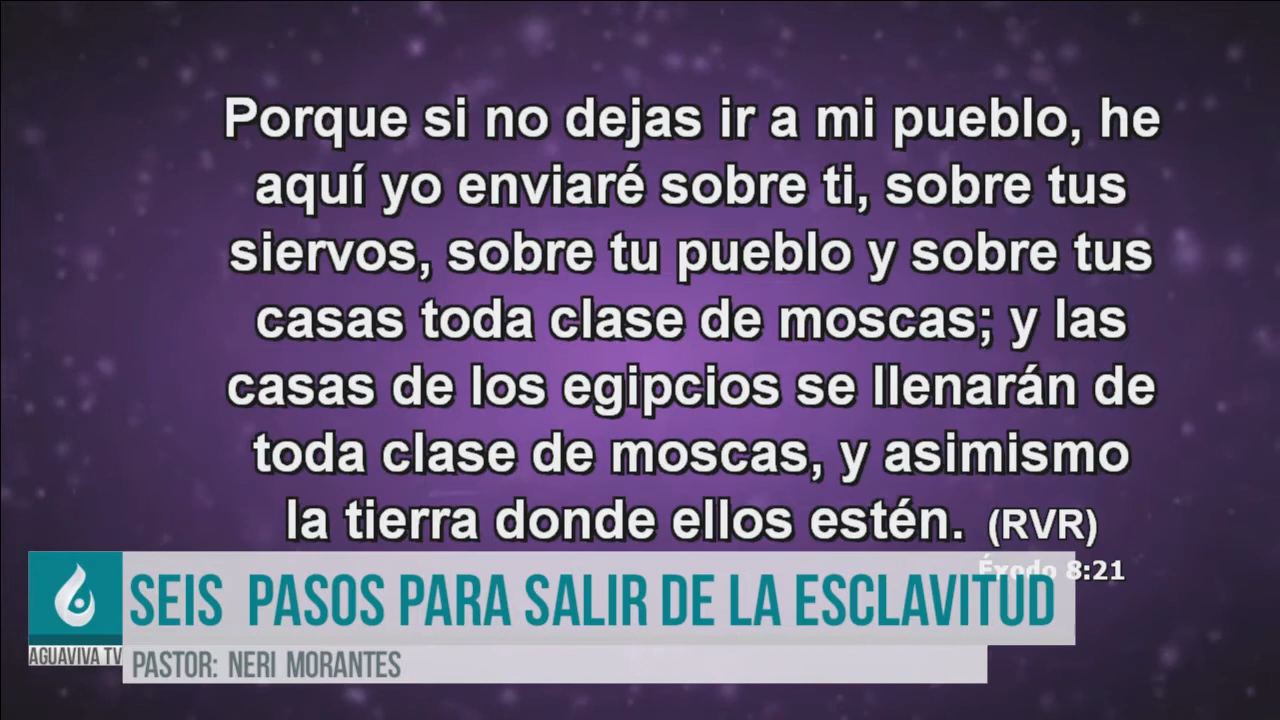 Porque si no dejas ir a mi pueblo, he
aquí yo enviaré sobre ti, sobre tus
siervos, sobre tu pueblo y sobre tus
casas toda clase de moscas; y las
casas de los egipcios se llenarán de
toda clase de moscas, y asimismo
la tierra donde ellos estén. (RVR)
Éxodo 8:21
SEIS PASOS PARA SALIR DE LA ESCLAVITUD
AGUAVIVA TV
PASTOR: NERI MORANTES